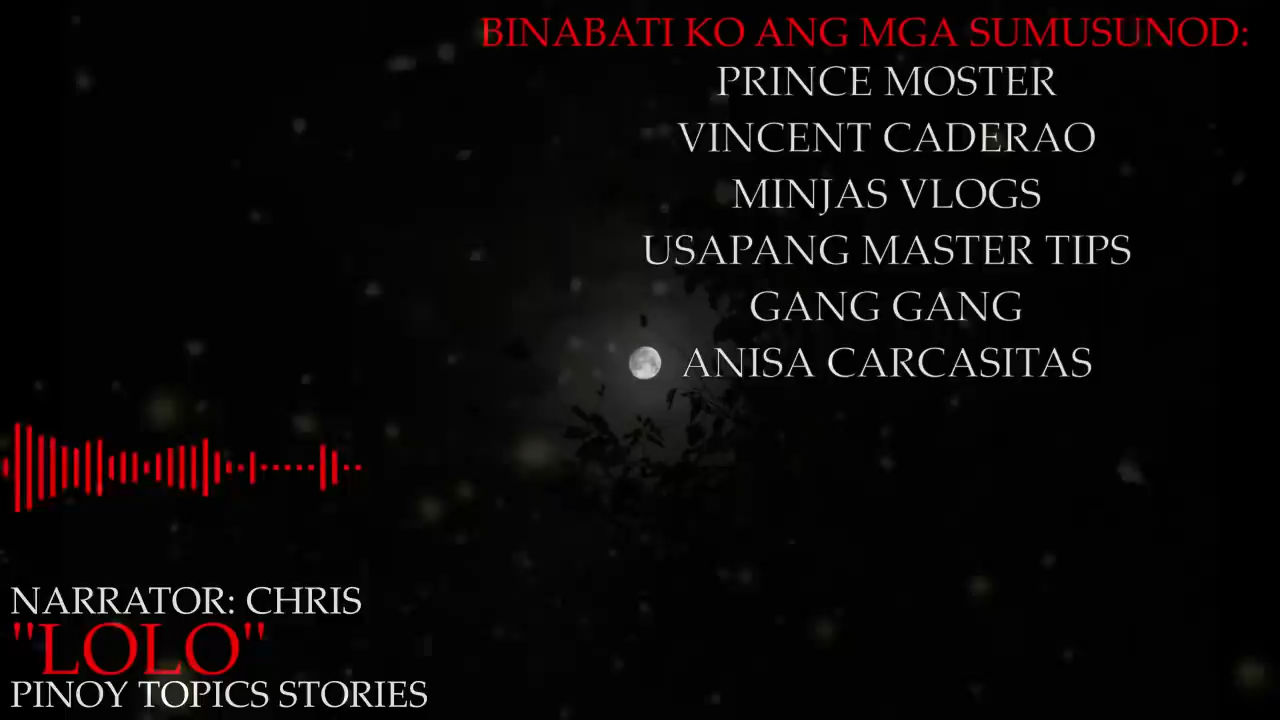 BINABATI KO ANG MGA SUMUSUNOD:
PRINCE MOSTER
VINCENT CADERAO
MINJAS VLOGS
USAPANG MASTER TIPS
GANG GANG
ANISA CARCASITAS
NARRATOR: CHRIS
"LOLO"
PINOY TOPICS STORIES